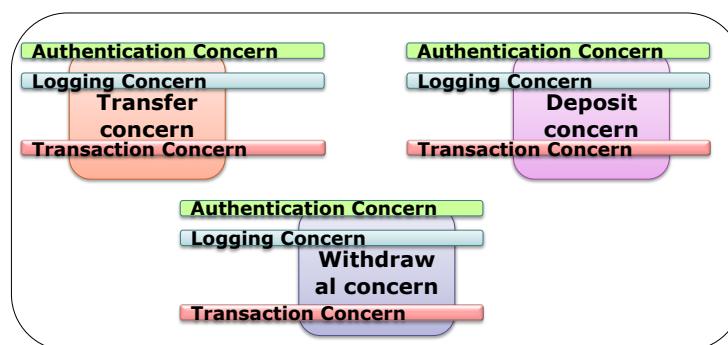 Authentication Concern
Logging Concern
Transfer
concern
Transaction Concern
Authentication Concern
Logging Concern
Deposit
concern
Transaction Concern
Authentication Concern
Logging Concern
Withdraw
al concern
Transaction Concern